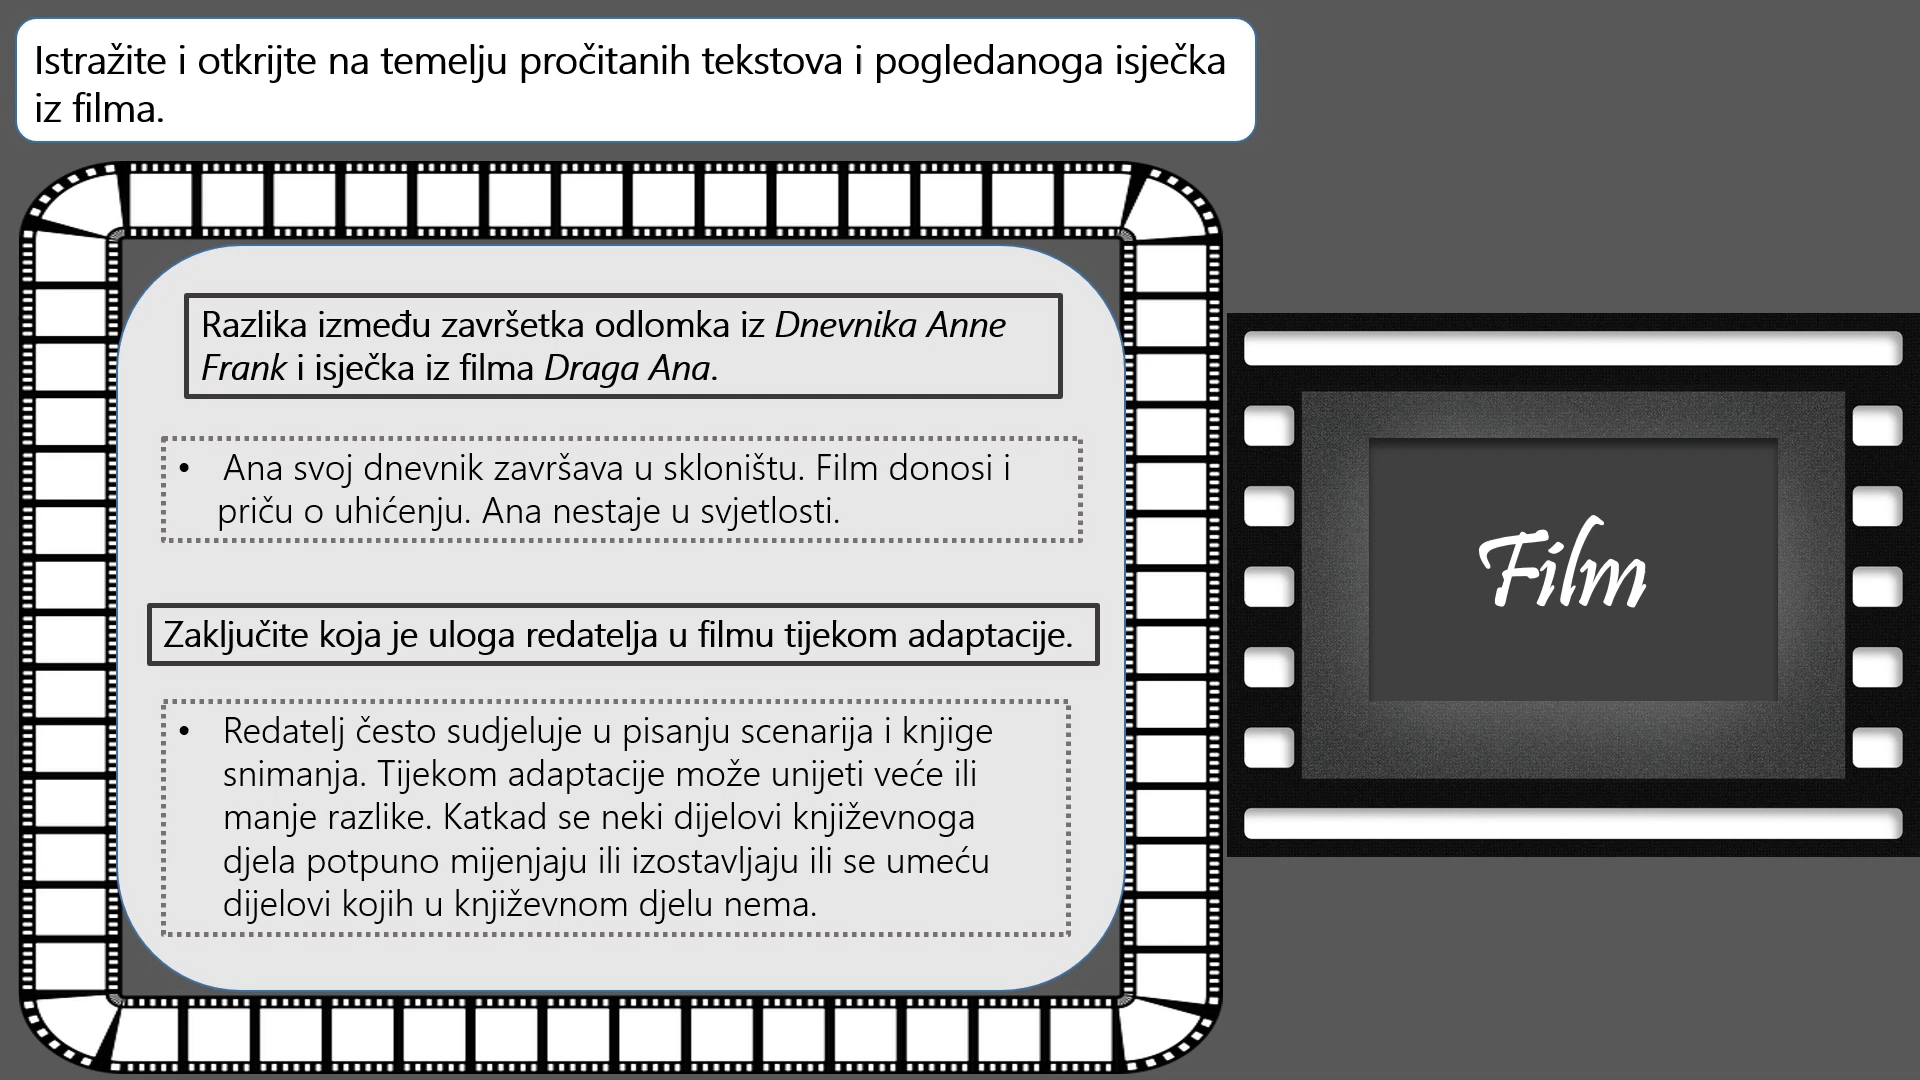 Istražite i otkrijte na temelju pročitanih tekstova i pogledanoga isječka
iz filma.
Razlika između završetka odlomka iz Dnevnika Anne
Frank i isječka iz filma Draga Ana.
• Ana svoj dnevnik završava u skloništu. Film donosi i
priču o uhićenju. Ana nestaje u svjetlosti.
Zaključite koja je uloga redatelja u filmu tijekom adaptacije.
• Redatelj često sudjeluje u pisanju scenarija i knjige
snimanja. Tijekom adaptacije može unijeti veće ili
manje razlike. Katkad se neki dijelovi književnoga
djela potpuno mijenjaju ili izostavljaju ili se umeću
dijelovi kojih u književnom djelu nema.
Film